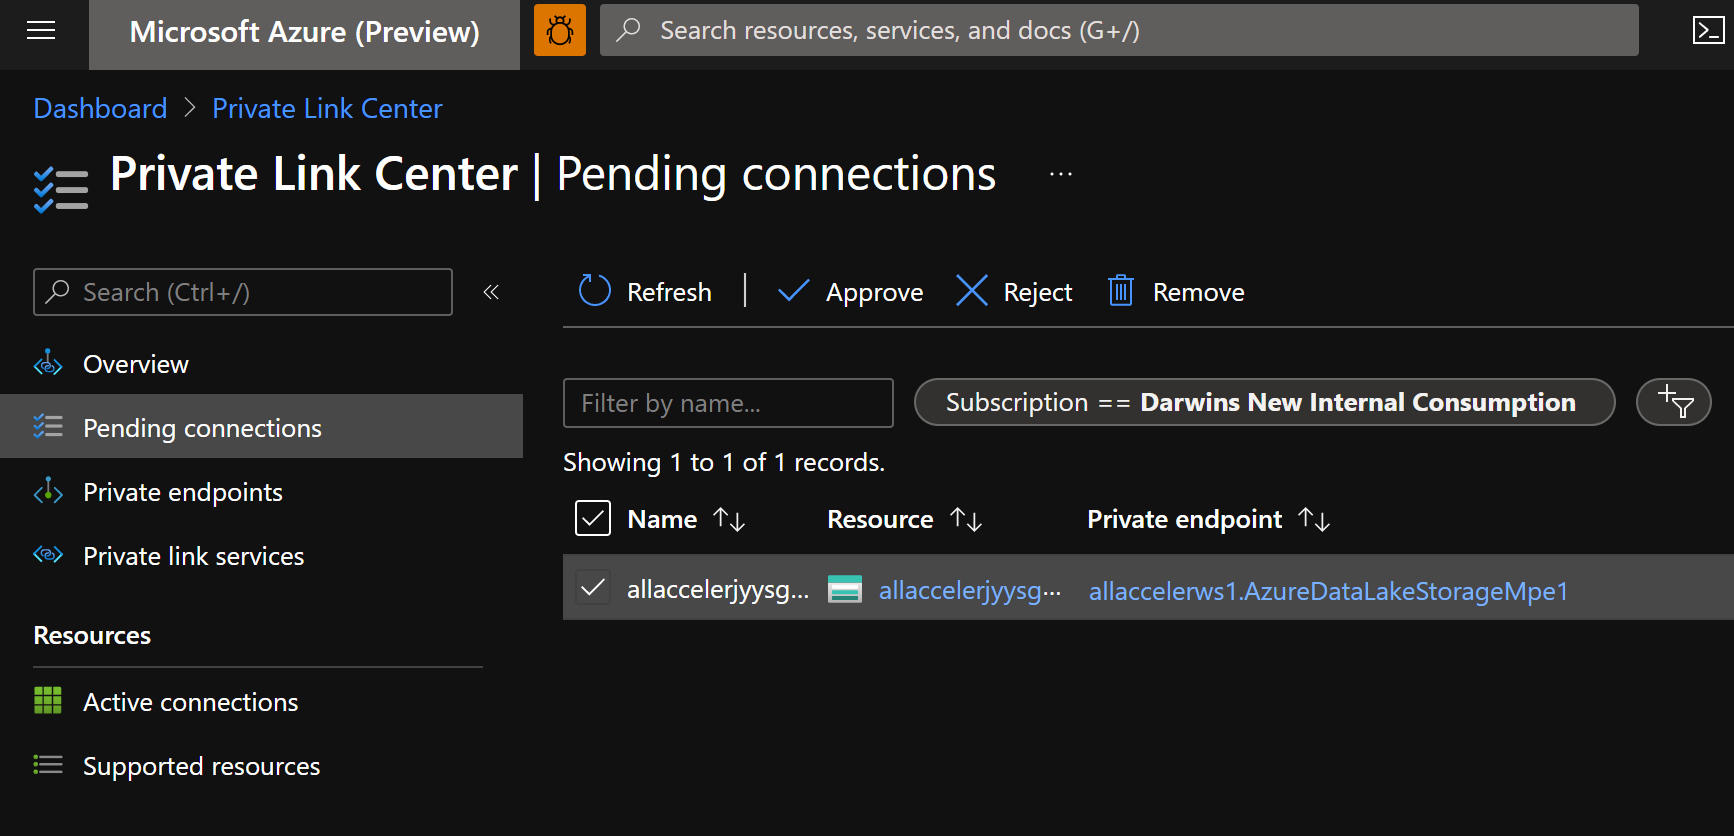 Microsoft Azure (Preview)
Search resources, services, and docs (G+/)
Dashboard > Private Link Center
Private Link Center | Pending connections ...
Search (Ctrl+/)
«
Overview
Pending connections
Private endpoints
Private link services
Resources
Active connections
Supported resources
Refresh | Approve Reject Remove
Filter by name... Subscription == Darwins New Internal Consumption
Showing 1 to 1 of 1 records.
Name ↑↓ Resource ↑↓ Private endpoint ↑↓
allaccelerjyysg... allaccelerjyysg... allaccelerws1.AzureDataLakeStorageMpe1